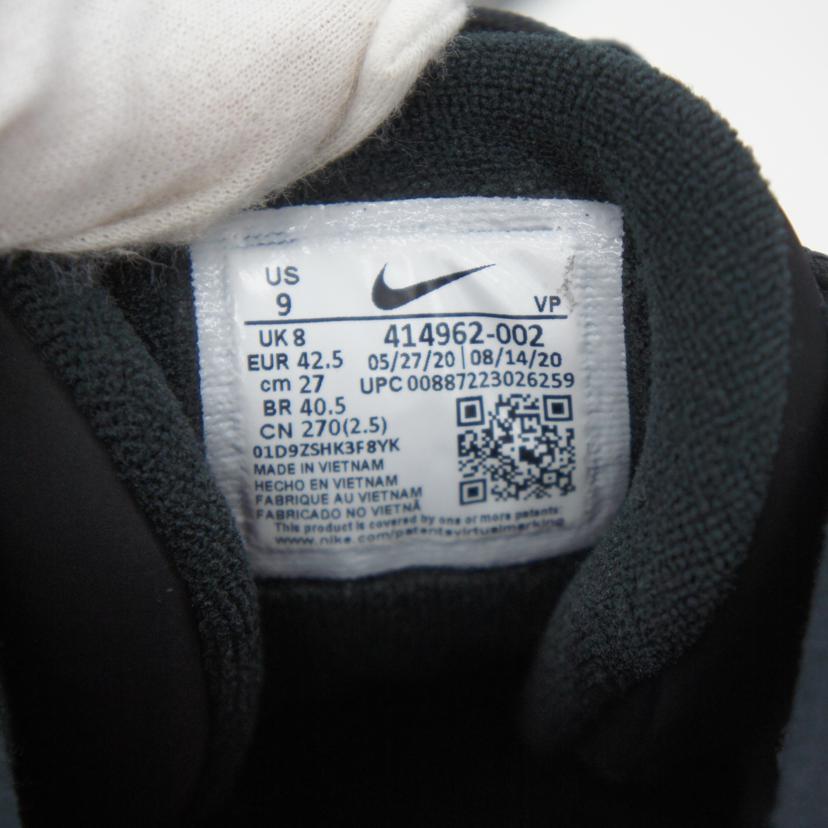 US
9
VP
UK 8
414962-002
EUR 42.5
05/27/20 08/14/20
cm 27
UPC 00887223026259
BR 40.5
CN 270(2.5)
01D9ZSHK3F8YK
MADE IN VIETNAM
HECHO EN VIETNAM
FABRIQUE AU VIETNAM
FABRICADO NO VIETNÃ
This product is covered by one or more patents
www.nike.com/patentsvirtualmarking